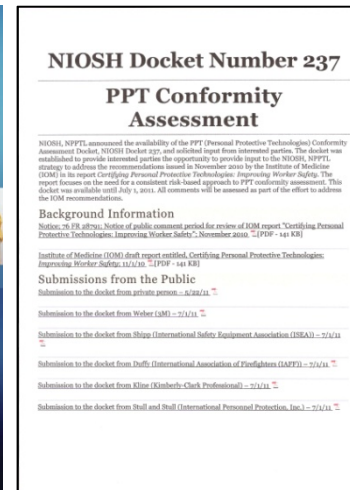 NIOSH Docket Number 237
PPT Conformity
Assessment
NIOSH, NPPTL announced the availability of the PPT (Personal Protective Technologies) Conformity
Assessment Docket, NIOSH Docket 237, and solicited input from interested parties. The docket was
established to provide interested parties the opportunity to provide input to the NIOSH, NPPTL
strategy to address the recommendations issued in November 2010 by the Institute of Medicine
(IOM) in its report Certifying Personal Protective Technologies: Improving Worker Safety. The
report focuses on the need for a consistent risk-based approach to PPT conformity assessment. This
docket was available until July 1, 2011. All comments will be assessed as part of the effort to address
the IOM recommendations.
Background Information
Notice; 76 FR 28791; Notice of public comment period for review of IOM report "Certifying Personal
Protective Technologies: Improving Worker Safety"; November 2010 [PDF - 141 KB]
Institute of Medicine (IOM) draft report entitled, Certifying Personal Protective Technologies:
Improving Worker Safety; 11/1/10 [PDF - 141 KB]
Submissions from the Public
Submission to the docket from private person – 5/22/11
Submission to the docket from Weber (3M) – 7/1/11
Submission to the docket from Shipp (International Safety Equipment Association (ISEA)) – 7/1/11
Submission to the docket from Duffy (International Association of Firefighters (IAFF)) – 7/1/11
Submission to the docket from Kline (Kimberly-Clark Professional) – 7/1/11
Submission to the docket from Stull and Stull (International Personnel Protection, Inc.) – 7/1/11